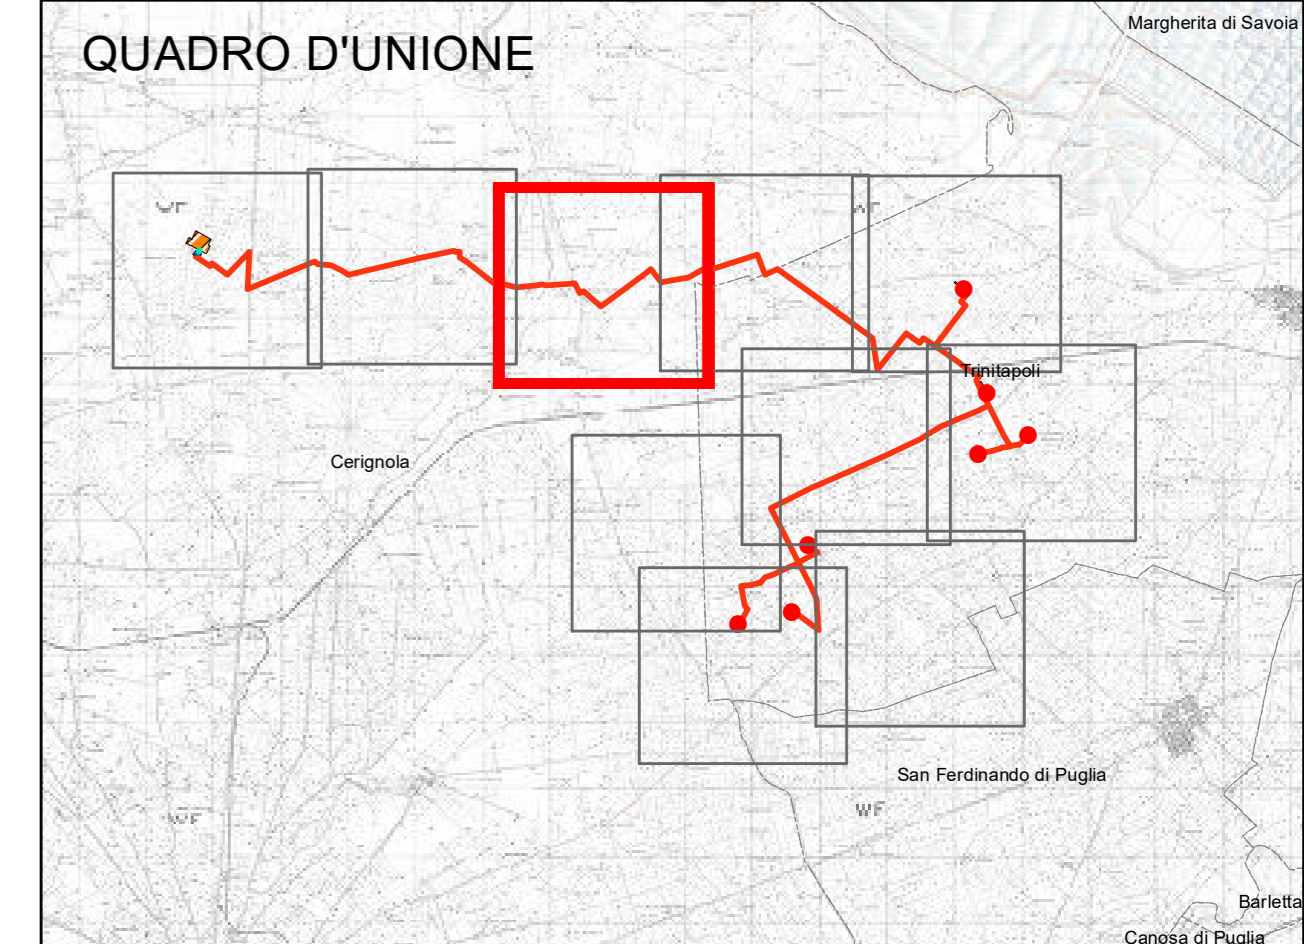 Margherita di Savoia
QUADRO D'UNIONE
WF
WF
Trinitapoli
Cerignola
San Ferdinando di Puglia
WF
WF
Barletta
Canosa di Puglia